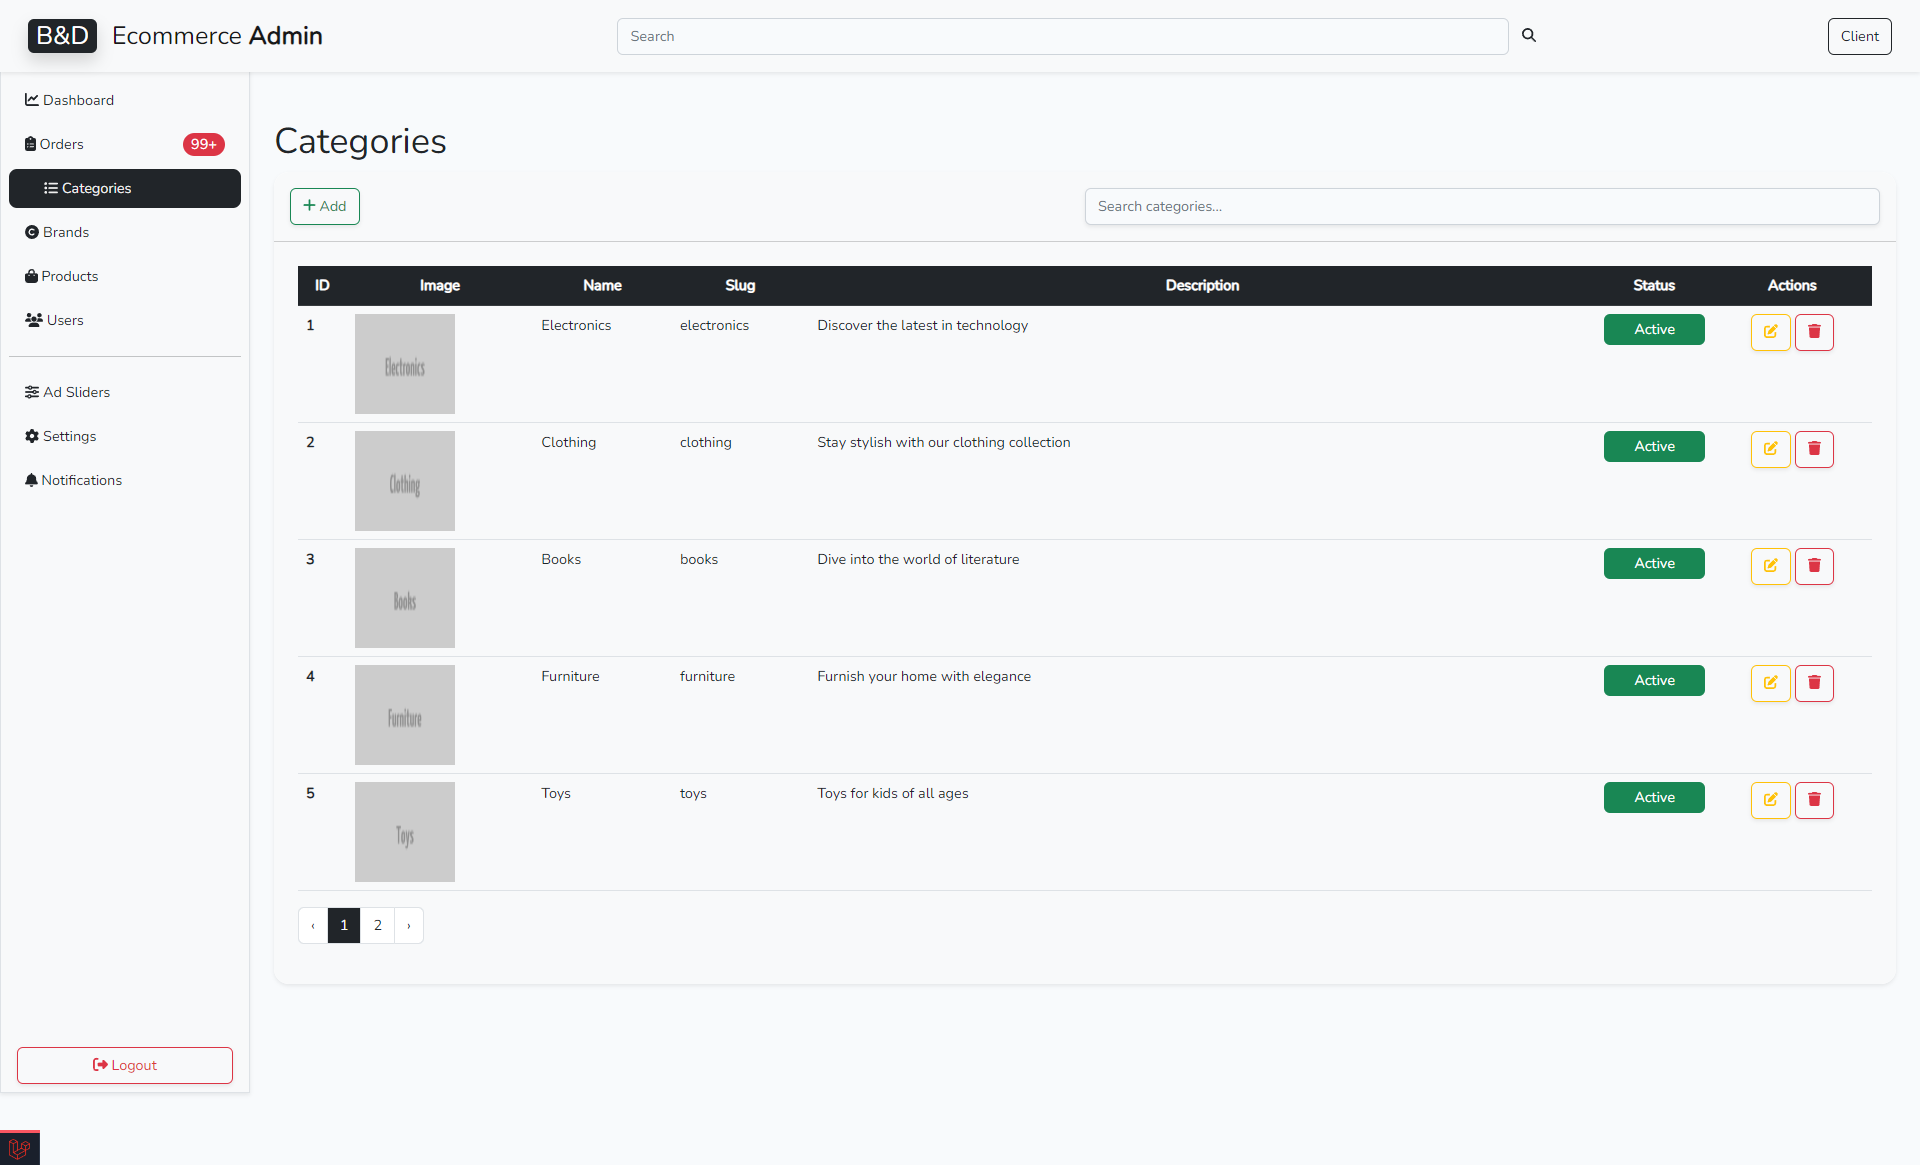 B&D Ecommerce Admin
Search
Client
Dashboard
Orders 99+
Categories
Brands
Products
Users
Ad Sliders
Settings
Notifications
Logout
Categories
+ Add
Search categories...
ID Image Name Slug Description Status Actions
1 Electronics Electronics electronics Discover the latest in technology Active
2 Clothing Clothing clothing Stay stylish with our clothing collection Active
3 Books Books books Dive into the world of literature Active
4 Furniture Furniture furniture Furnish your home with elegance Active
5 Toys Toys toys Toys for kids of all ages Active
‹ 1 2 ›